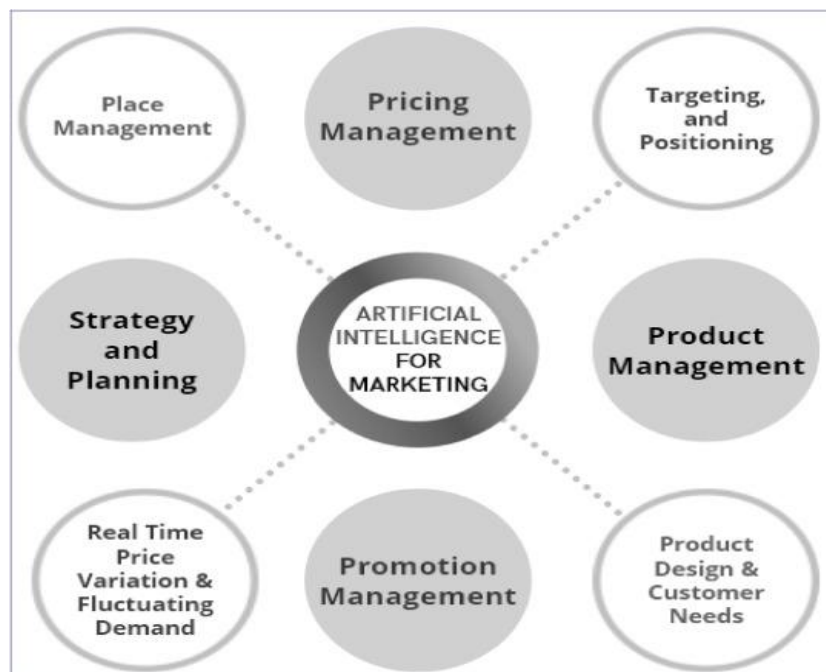 Place
Management
Pricing
Management
Targeting,
and
Positioning
Strategy
and
Planning
ARTIFICIAL
INTELLIGENCE
FOR
MARKETING
Product
Management
Real Time
Price
Variation &
Fluctuating
Demand
Promotion
Management
Product
Design &
Customer
Needs